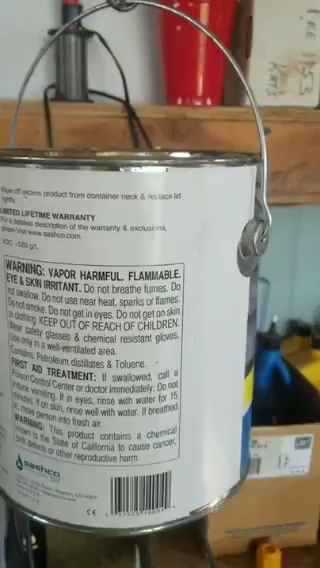 Wipe off excess product from container neck & replace lid
tightly.
LIMITED LIFETIME WARRANTY
For a detailed description of the warranty & exclusions,
please visit www.sashco.com.
VOC: <550 g/L
WARNING: VAPOR HARMFUL. FLAMMABLE.
EYE & SKIN IRRITANT. Do not breathe fumes. Do
not swallow. Do not use near heat, sparks or flames.
Do not smoke. Do not get in eyes. Do not get on skin
or clothing. KEEP OUT OF REACH OF CHILDREN.
Wear safety glasses & chemical resistant gloves.
Use only in a well-ventilated area.
Contains: Petroleum distillates & Toluene.
FIRST AID TREATMENT: If swallowed, call a
Poison Control Center or doctor immediately. Do not
induce vomiting. If in eyes, rinse with water for 15
minutes. If on skin, rinse well with water. If breathed
in, move person into fresh air.
WARNING: This product contains a chemical
known to the State of California to cause cancer,
birth defects or other reproductive harm.
sashco
CE